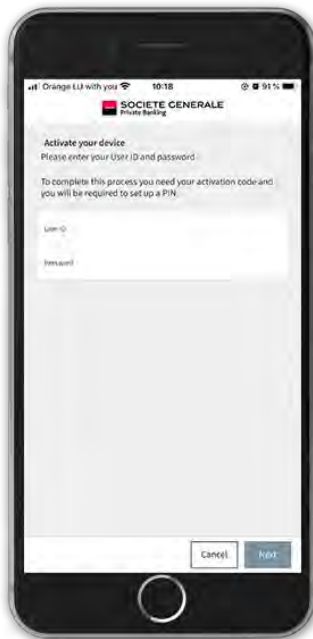 Orange LU with you 10:18 91 %
SOCIETE GENERALE
Private Banking
Activate your device
Please enter your User ID and password
To complete this process you need your activation code and
you will be required to set up a PIN.
User ID
Password
Cancel Next